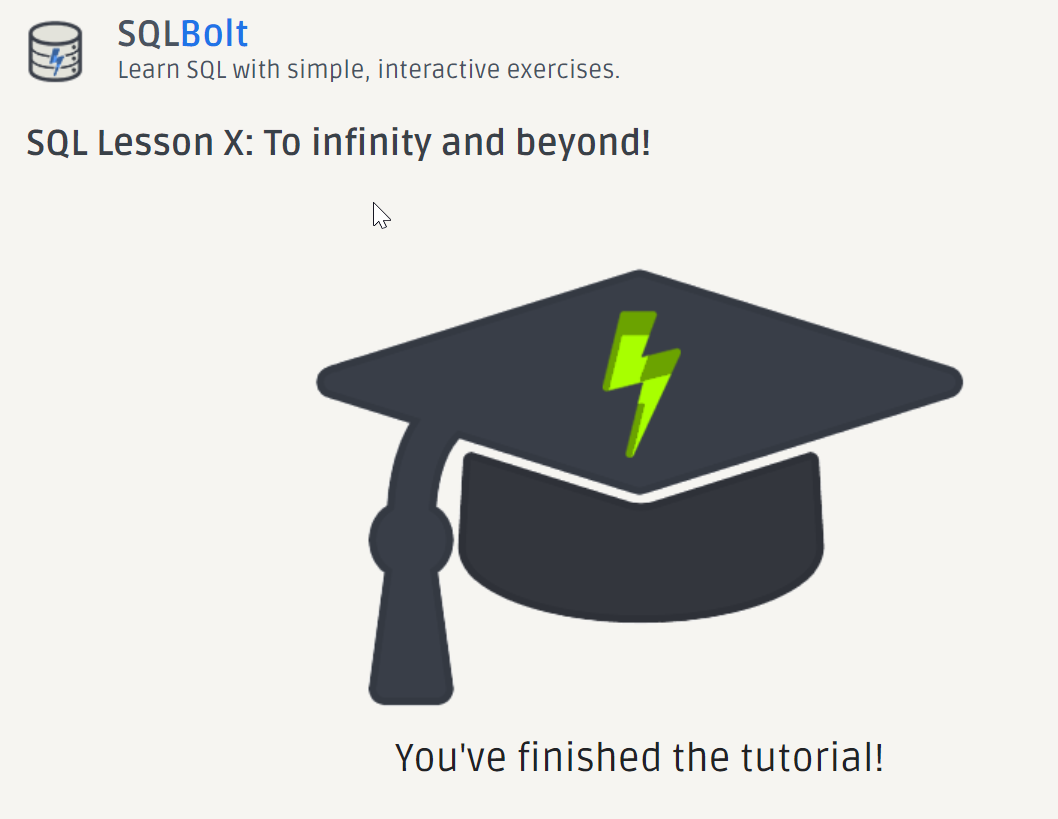 SQLBolt
Learn SQL with simple, interactive exercises.
SQL Lesson X: To infinity and beyond!
You've finished the tutorial!